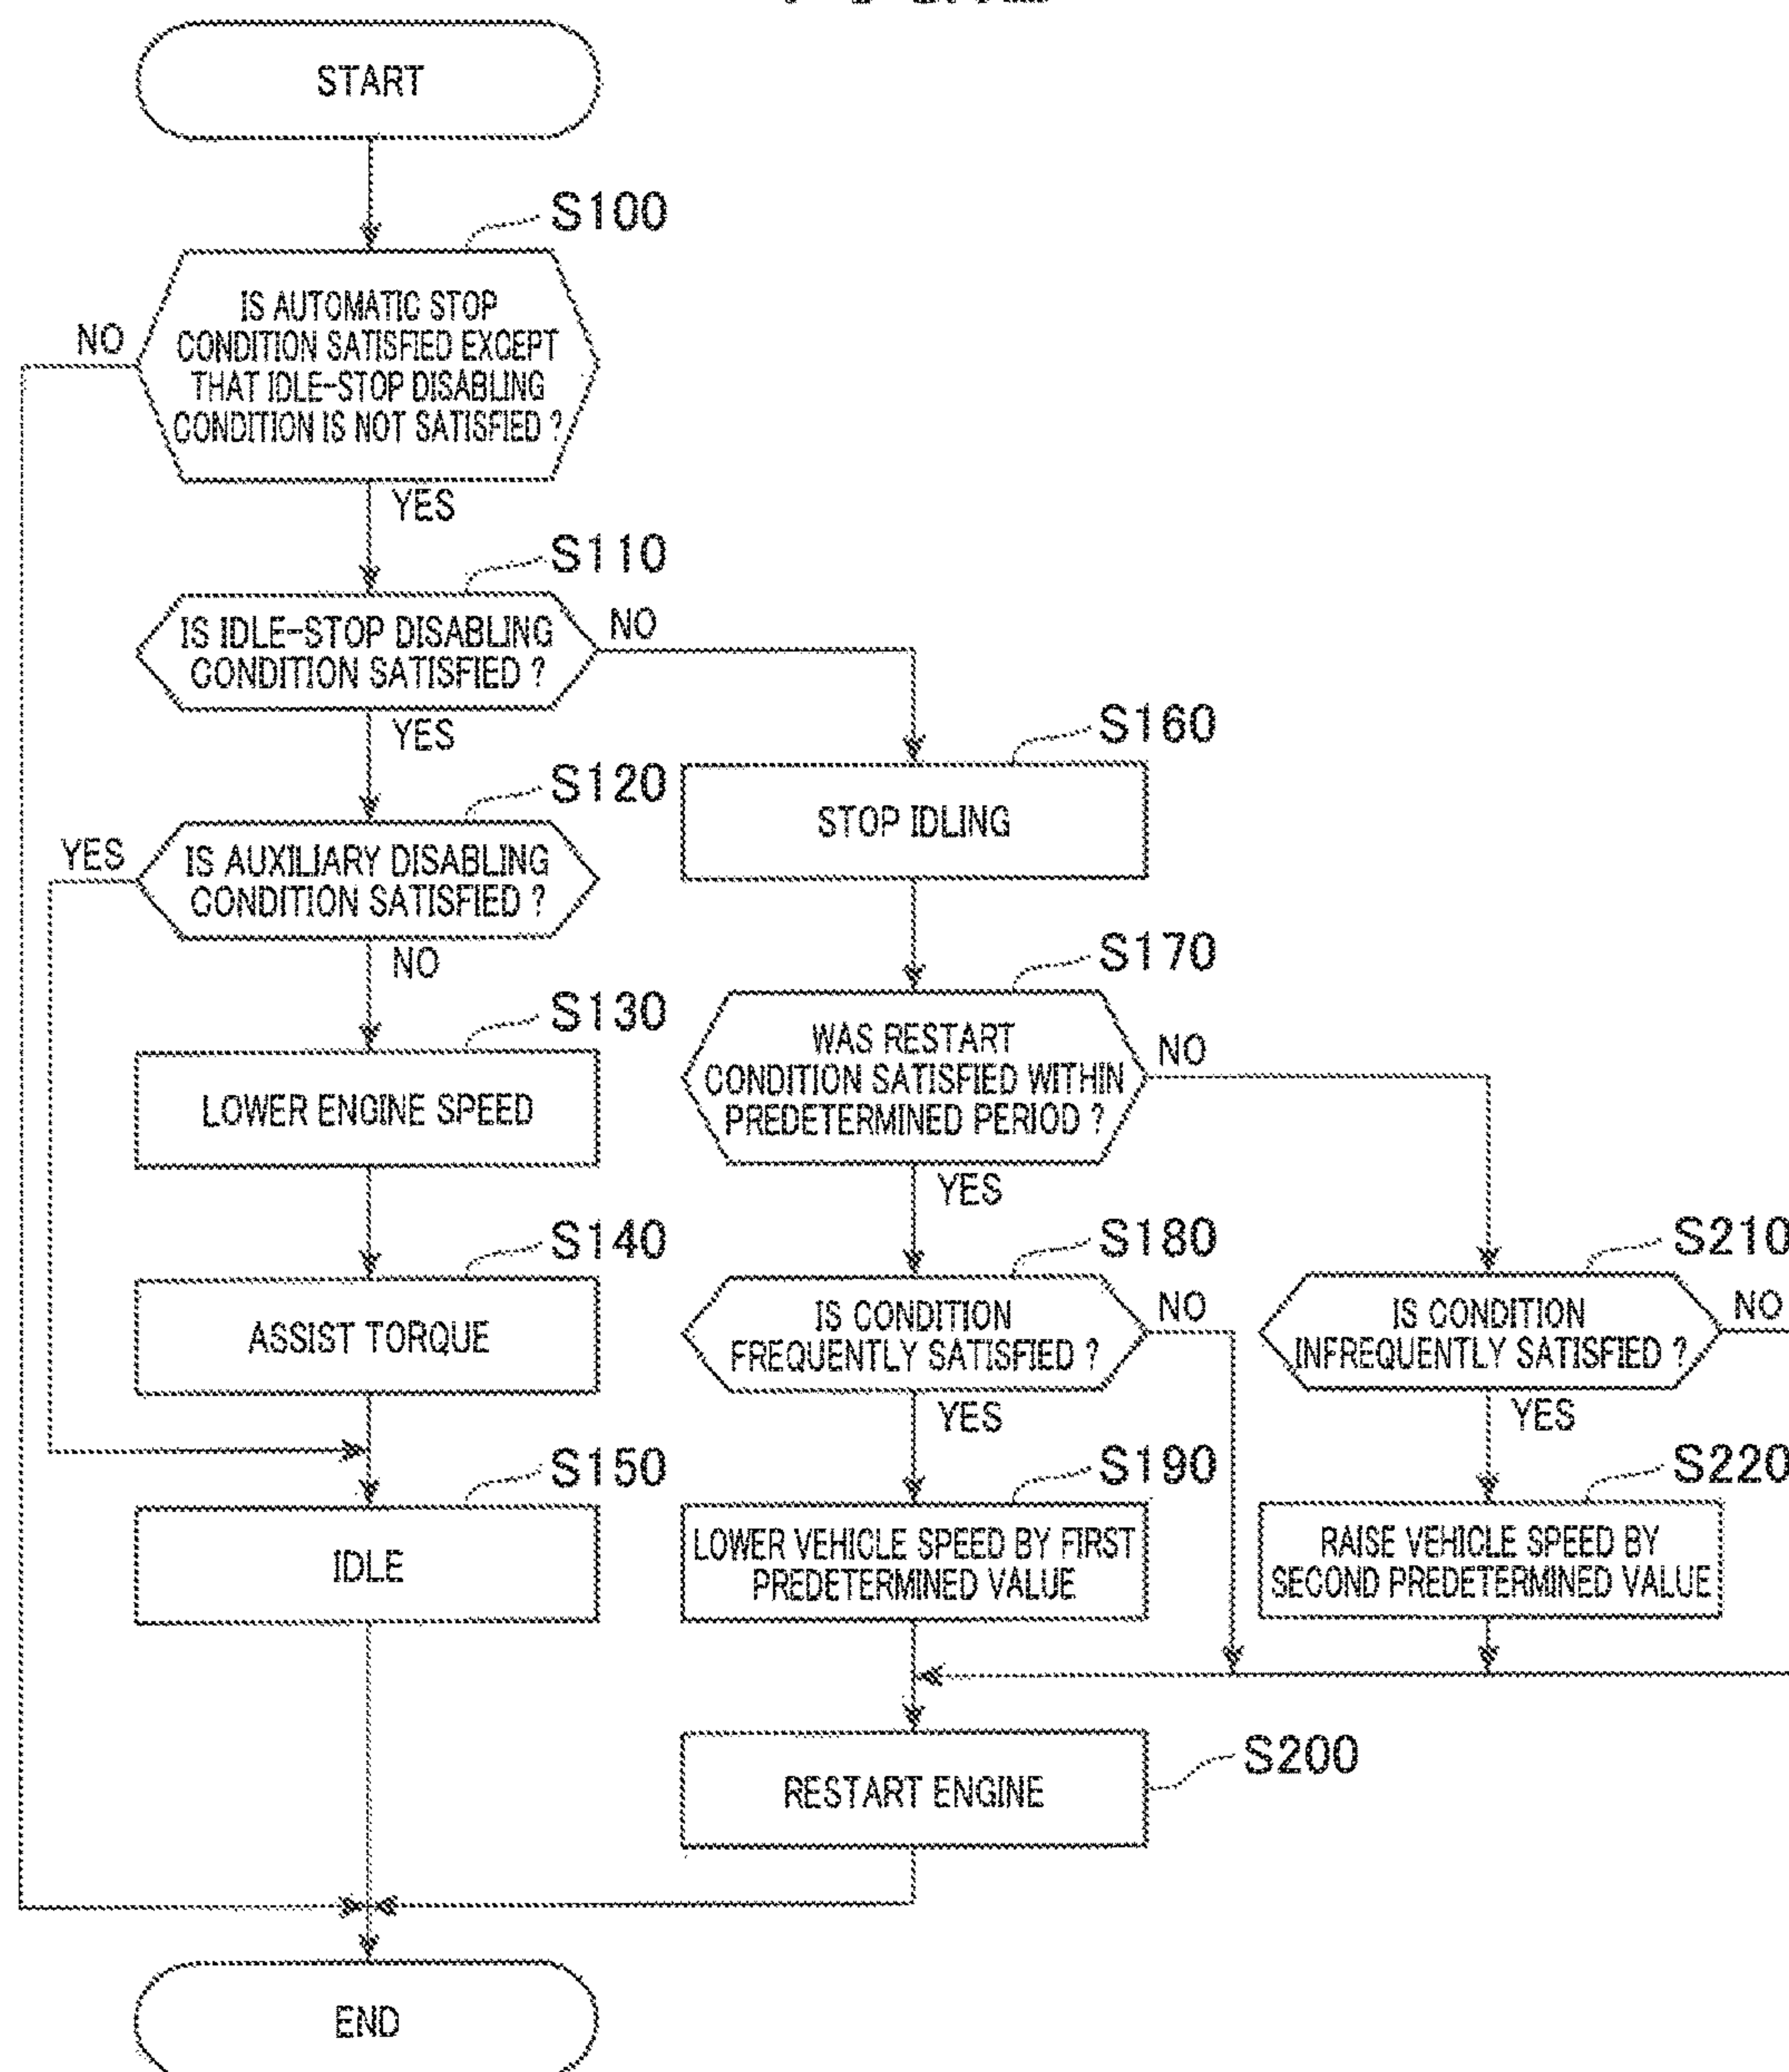 START
S100
IS AUTOMATIC STOP
CONDITION SATISFIED EXCEPT
THAT IDLE-STOP DISABLING
CONDITION IS NOT SATISFIED ?
NO
YES
S110
IS IDLE-STOP DISABLING
CONDITION SATISFIED ?
NO
YES
S120
IS AUXILIARY DISABLING
CONDITION SATISFIED ?
YES
NO
S130
LOWER ENGINE SPEED
S140
ASSIST TORQUE
S150
IDLE
S160
STOP IDLING
S170
WAS RESTART
CONDITION SATISFIED WITHIN
PREDETERMINED PERIOD ?
NO
YES
S180
IS CONDITION
FREQUENTLY SATISFIED ?
NO
YES
S190
LOWER VEHICLE SPEED BY FIRST
PREDETERMINED VALUE
S210
IS CONDITION
INFREQUENTLY SATISFIED ?
NO
YES
S220
RAISE VEHICLE SPEED BY
SECOND PREDETERMINED VALUE
S200
RESTART ENGINE
END